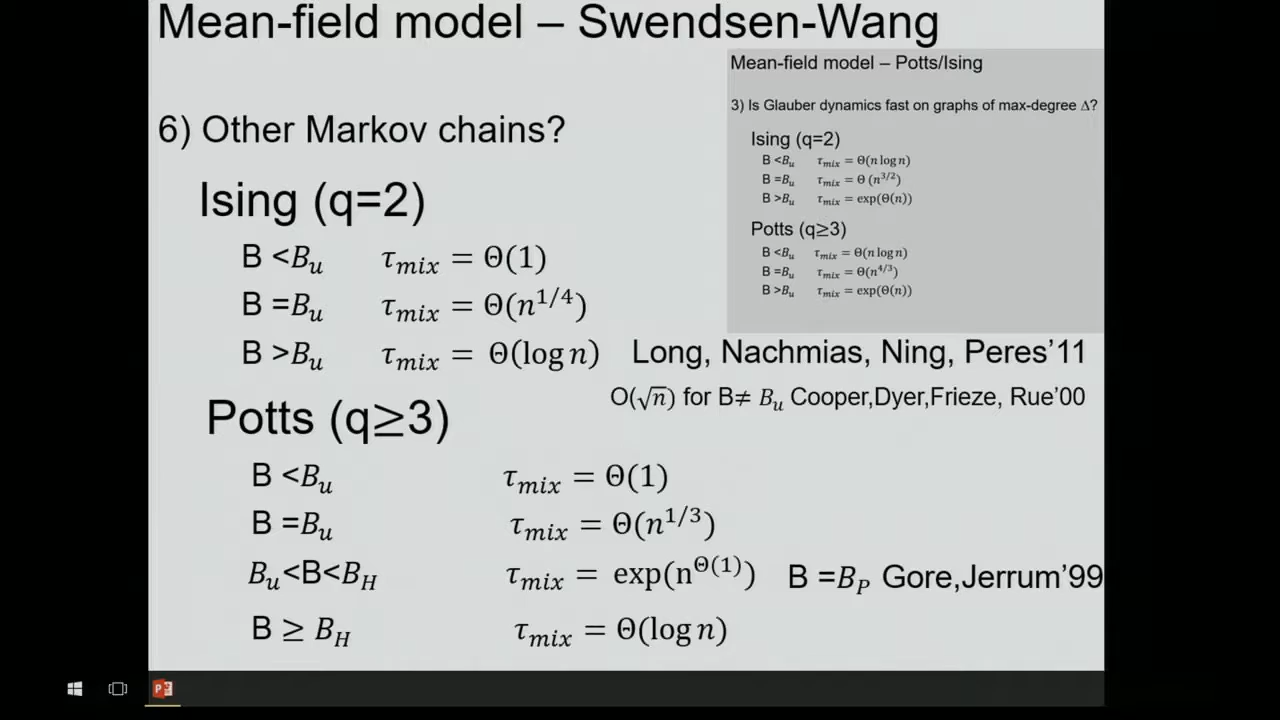 Mean-field model – Swendsen-Wang
6) Other Markov chains?
Ising (q=2)
B <B_u τ_mix = Θ(1)
B =B_u τ_mix = Θ(n^{1/4})
B >B_u τ_mix = Θ(log n) Long, Nachmias, Ning, Peres'11
O(√n) for B≠ B_u Cooper,Dyer,Frieze, Rue'00
Potts (q≥3)
B <B_u τ_mix = Θ(1)
B =B_u τ_mix = Θ(n^{1/3})
B_u<B<B_H τ_mix = exp(n^{Θ(1)}) B =B_P Gore,Jerrum'99
B ≥ B_H τ_mix = Θ(log n)
Mean-field model – Potts/Ising
3) Is Glauber dynamics fast on graphs of max-degree Δ?
Ising (q=2)
B <B_u τ_mix = Θ(n log n)
B =B_u τ_mix = Θ (n^{3/2})
B >B_u τ_mix = exp(Θ(n))
Potts (q≥3)
B <B_u τ_mix = Θ(n log n)
B =B_u τ_mix = Θ(n^{4/3})
B >B_u τ_mix = exp(Θ(n))
P